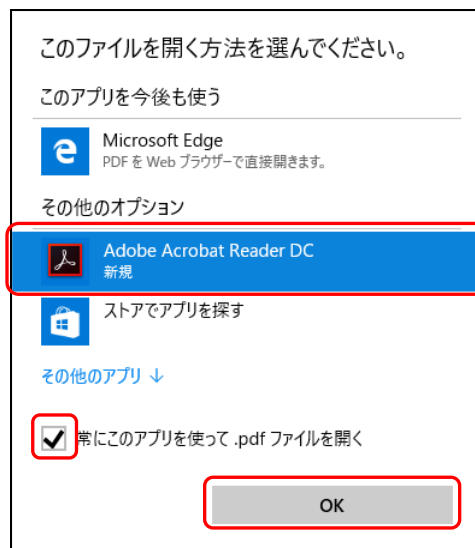 このファイルを開く方法を選んでください。
このアプリを今後も使う
Microsoft Edge
PDF を Web ブラウザーで直接開きます。
その他のオプション
Adobe Acrobat Reader DC
新規
ストアでアプリを探す
その他のアプリ ↓
常にこのアプリを使って .pdf ファイルを開く
OK